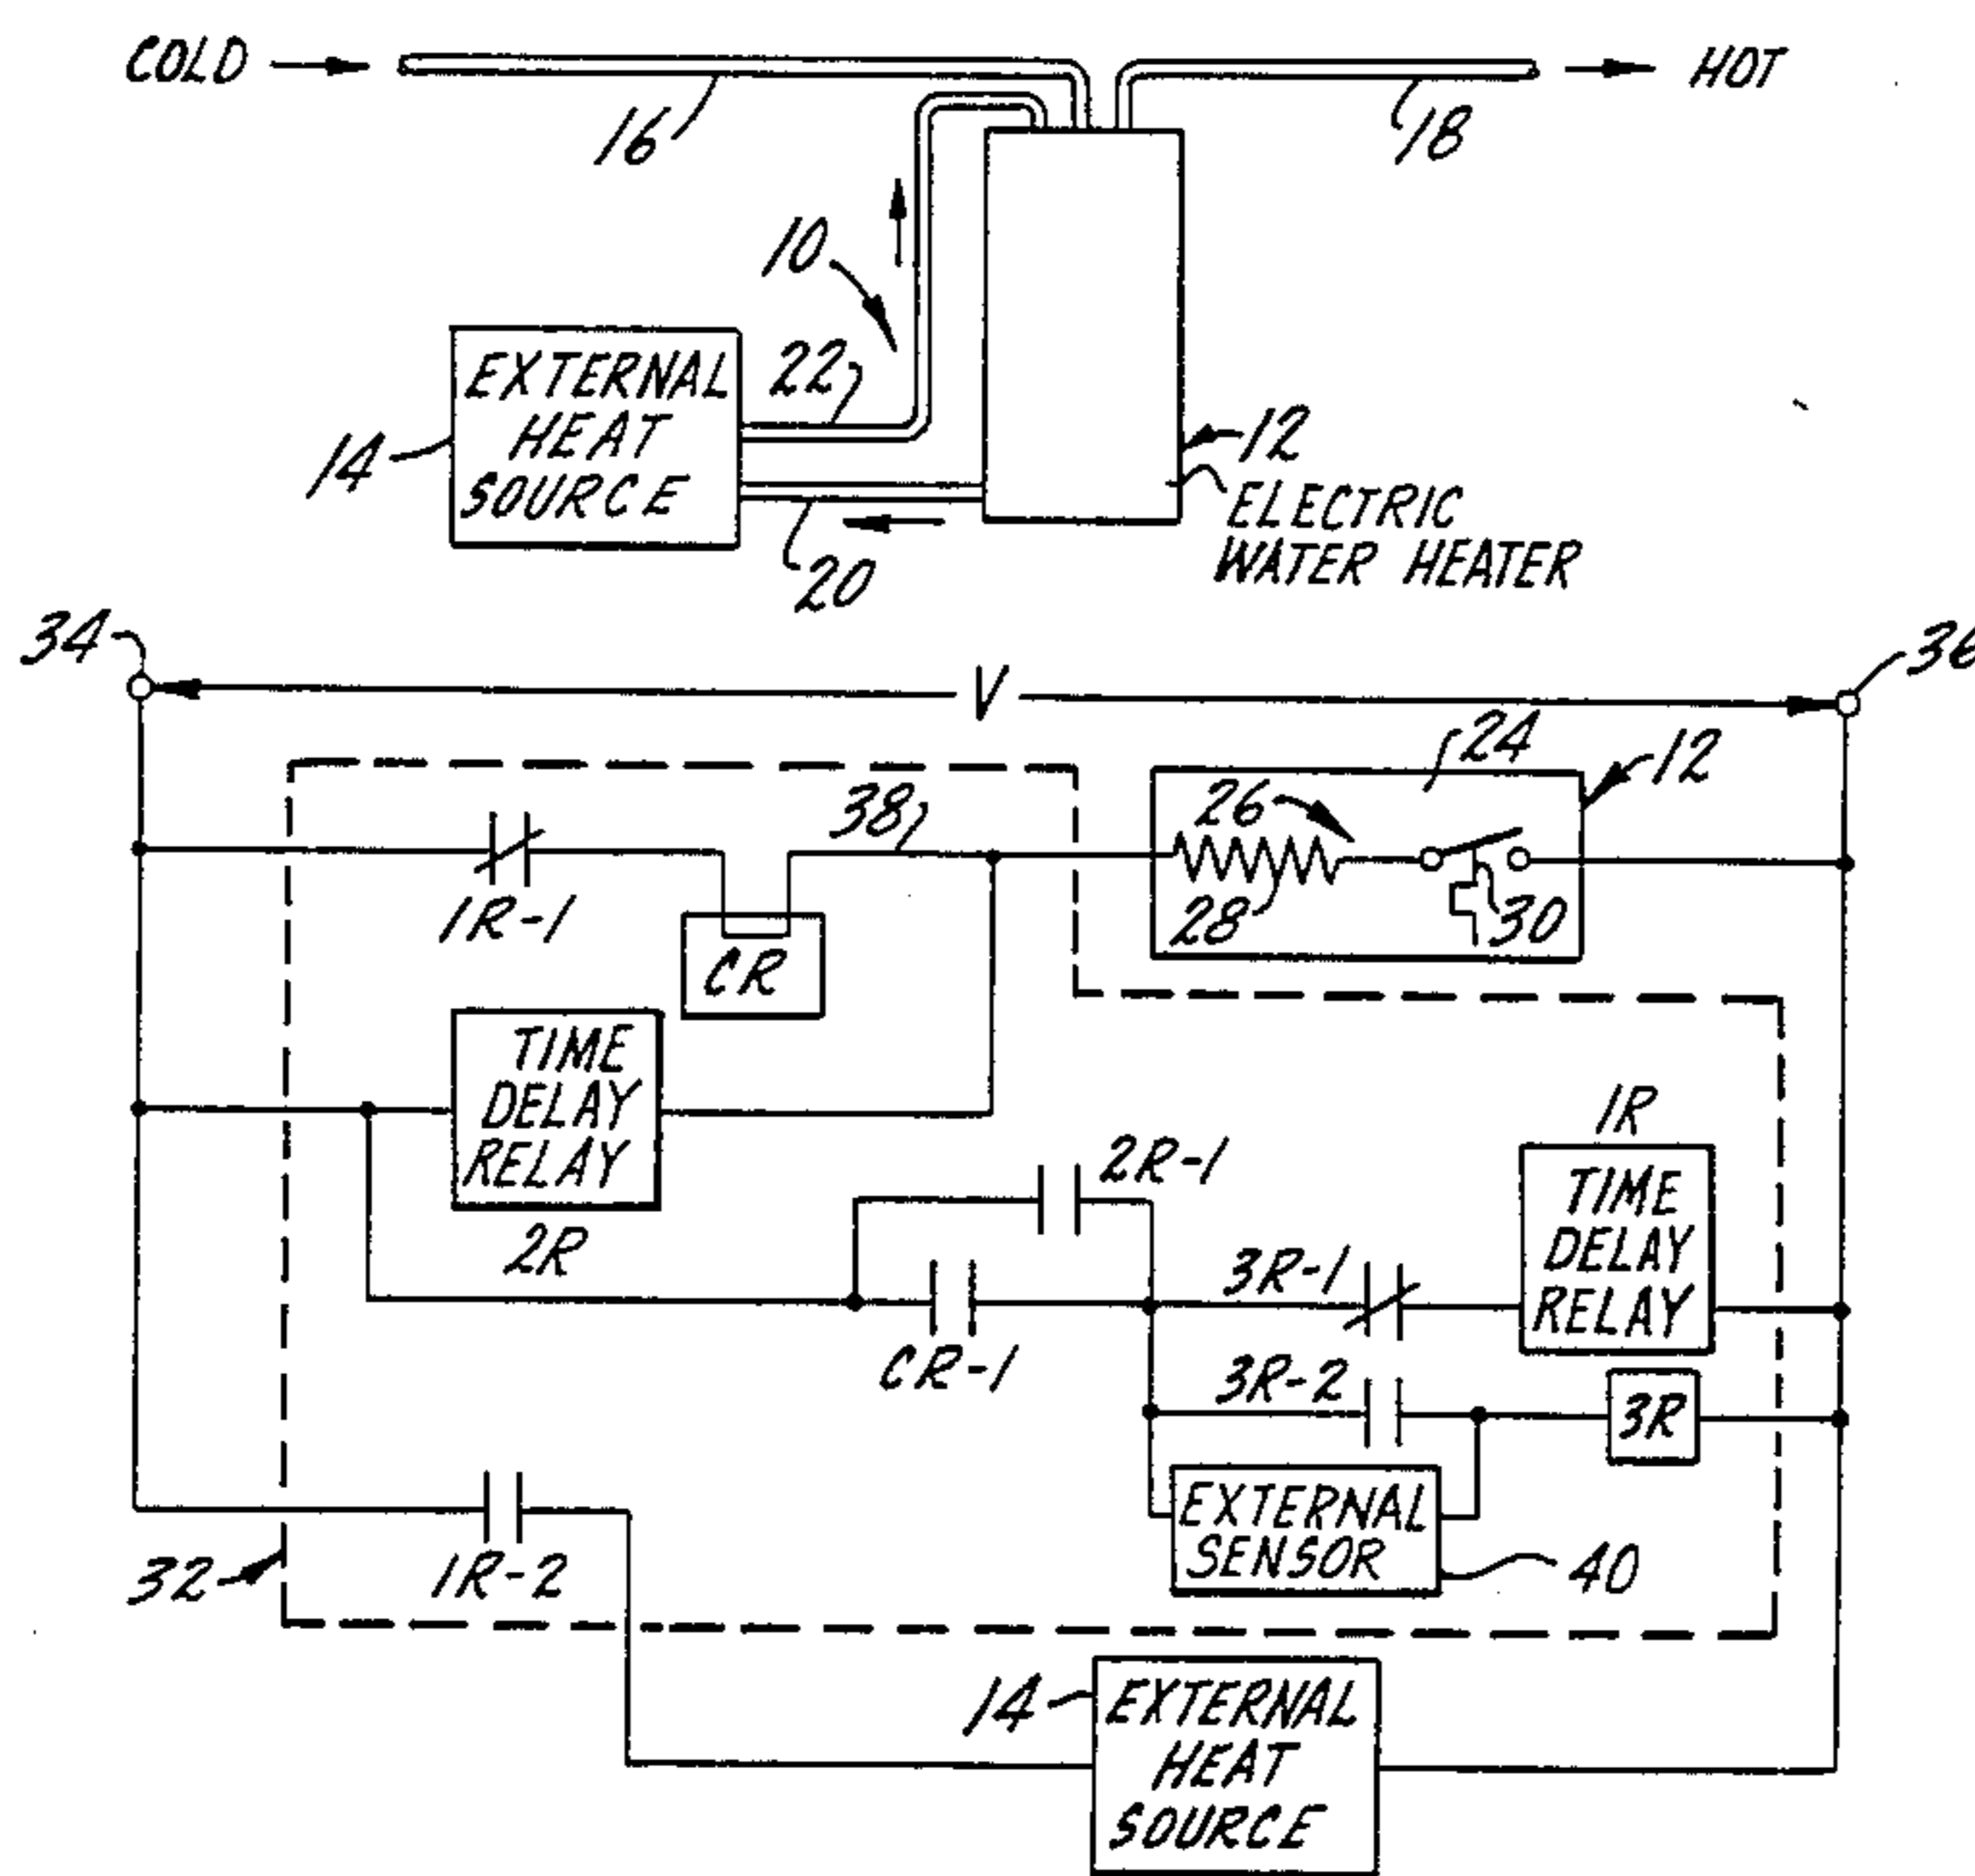 COLD
HOT
16
18
10
EXTERNAL
HEAT
SOURCE
22
14
12
ELECTRIC
WATER HEATER
20
34
36
V
24
12
26
38
1R-1
28
30
CR
TIME
DELAY
RELAY
2R
2R-1
1R
TIME
DELAY
RELAY
3R-1
CR-1
3R-2
3R
EXTERNAL
SENSOR
40
32
1R-2
14
EXTERNAL
HEAT
SOURCE